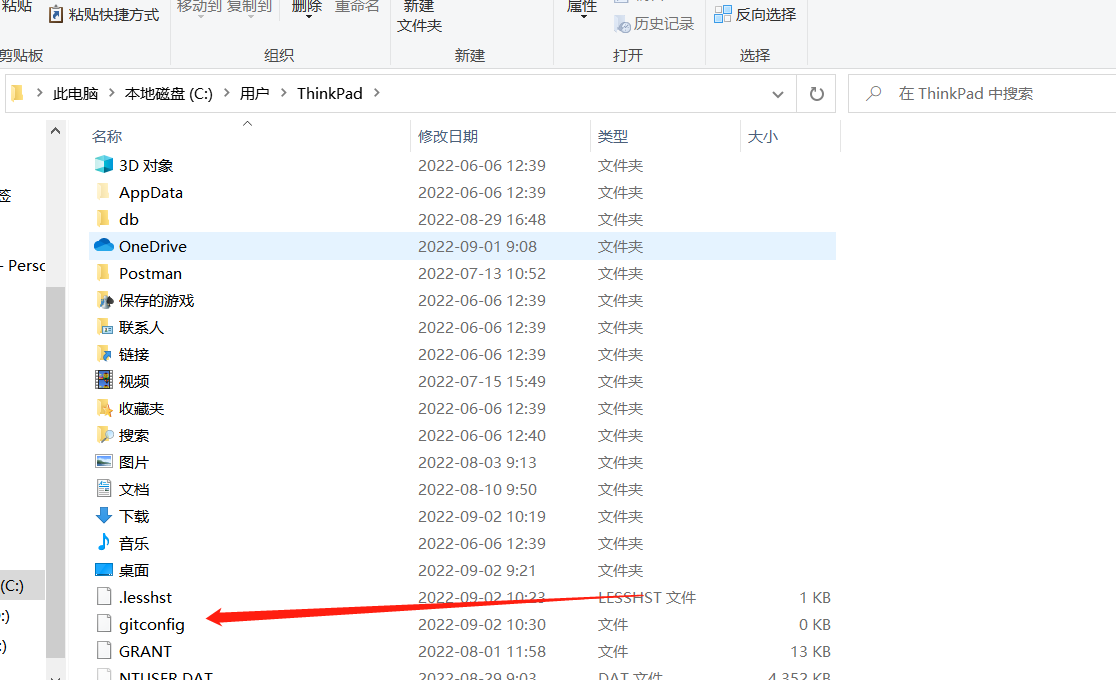 粘贴
粘贴快捷方式
移动到 复制到
删除 重命名
新建
文件夹
属性
历史记录
反向选择
剪贴板
组织
新建
打开
选择
此电脑 本地磁盘 (C:) 用户 ThinkPad
在 ThinkPad 中搜索
名称 修改日期 类型 大小
3D 对象 2022-06-06 12:39 文件夹
AppData 2022-06-06 12:39 文件夹
签
db 2022-08-29 16:48 文件夹
OneDrive 2022-09-01 9:08 文件夹
- Persc
Postman 2022-07-13 10:52 文件夹
保存的游戏 2022-06-06 12:39 文件夹
联系人 2022-06-06 12:39 文件夹
链接 2022-06-06 12:39 文件夹
视频 2022-07-15 15:49 文件夹
收藏夹 2022-06-06 12:39 文件夹
搜索 2022-06-06 12:40 文件夹
图片 2022-08-03 9:13 文件夹
文档 2022-08-10 9:50 文件夹
下载 2022-09-02 10:19 文件夹
音乐 2022-06-06 12:39 文件夹
桌面 2022-09-02 9:21 文件夹
(C:)
.lesshst 2022-09-02 10:23 LESSHST 文件 1 KB
:)
gitconfig 2022-09-02 10:30 文件 0 KB
:)
GRANT 2022-08-01 11:58 文件 13 KB
NTUSER.DAT 2022-08-29 9:03 DAT 文件 4,352 KB